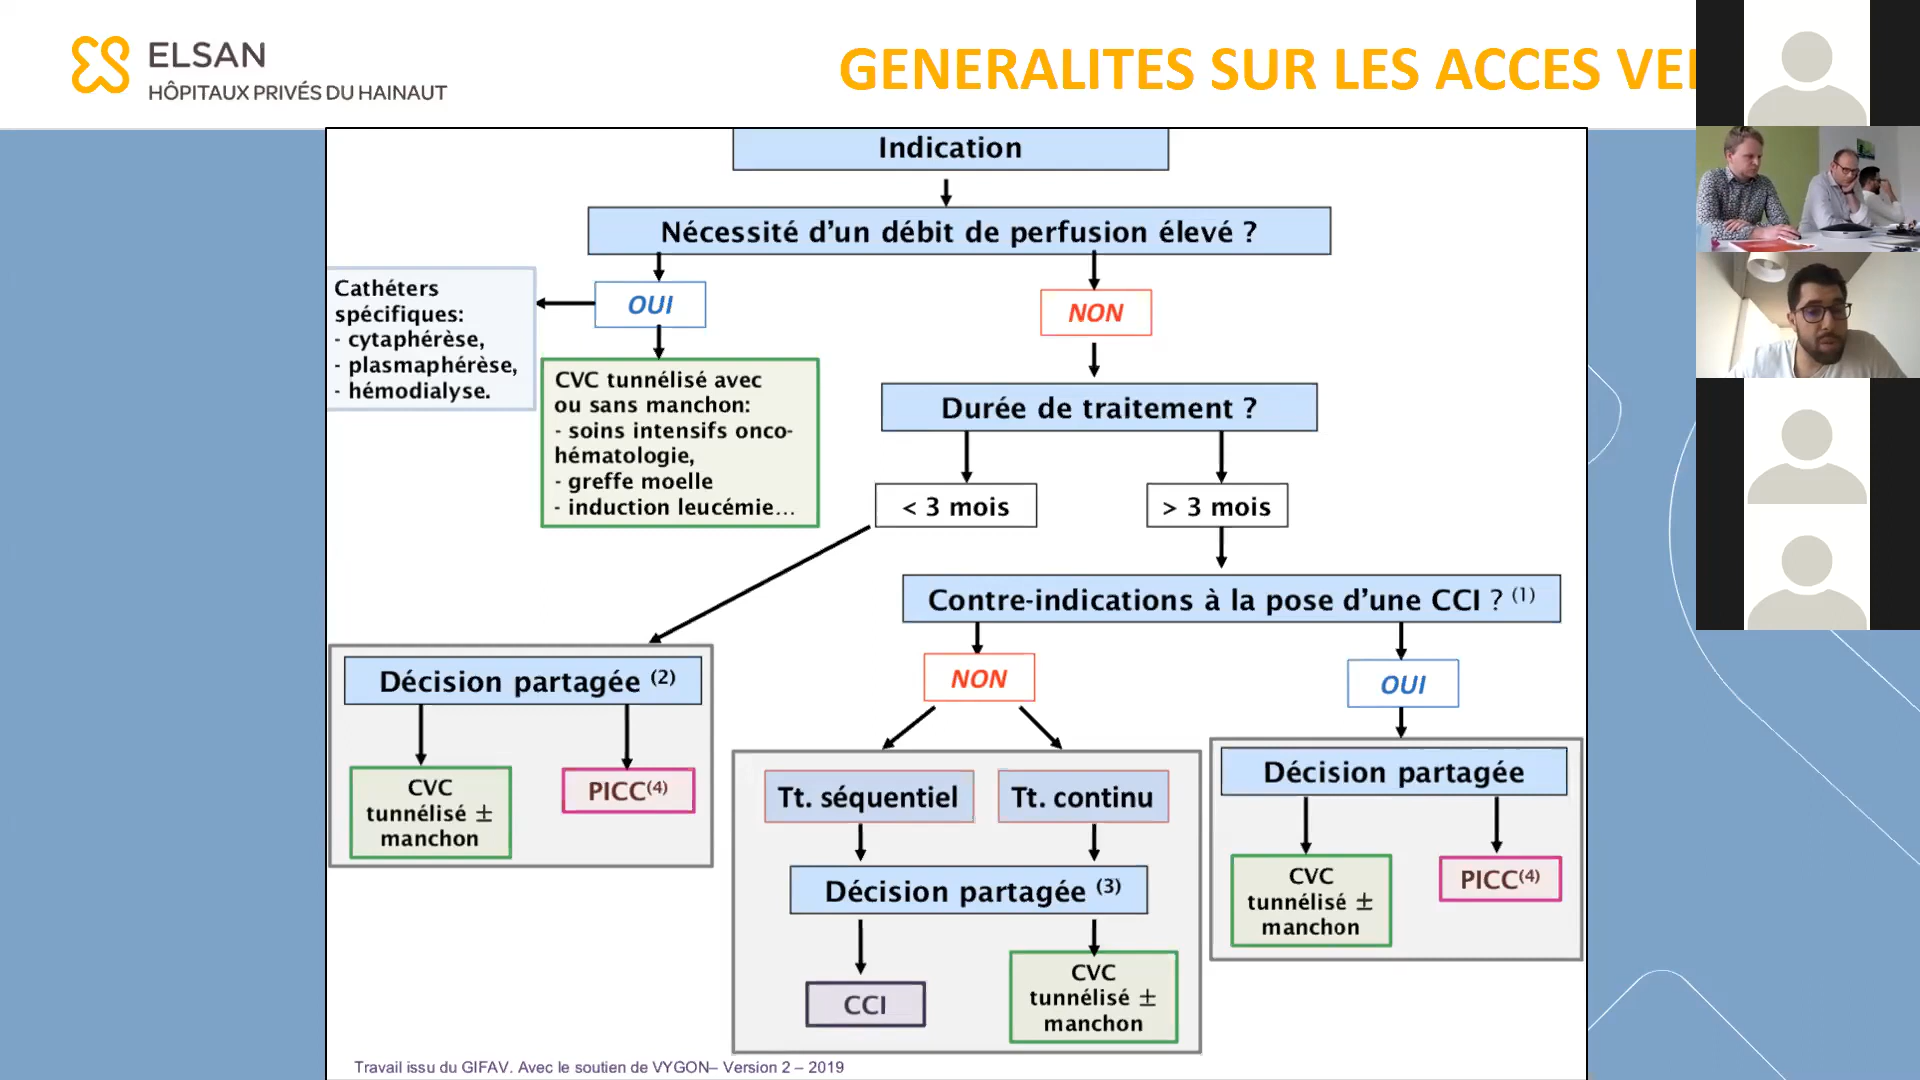 ELSAN
HÔPITAUX PRIVÉS DU HAINAUT
GENERALITES SUR LES ACCES
Indication
Nécessité d’un débit de perfusion élevé ?
OUI
NON
Cathéters
spécifiques:
- cytaphérèse,
- plasmaphérèse,
- hémodialyse.
CVC tunnélisé avec
ou sans manchon:
- soins intensifs onco-
hématologie,
- greffe moelle
- induction leucémie…
Durée de traitement ?
< 3 mois
> 3 mois
Contre-indications à la pose d’une CCI ? (1)
NON
OUI
Décision partagée (2)
CVC
tunnélisé ±
manchon
PICC(4)
Tt. séquentiel
Tt. continu
Décision partagée (3)
CCI
CVC
tunnélisé ±
manchon
Décision partagée
CVC
tunnélisé ±
manchon
PICC(4)
Travail issu du GIFAV. Avec le soutien de VYGON– Version 2 – 2019